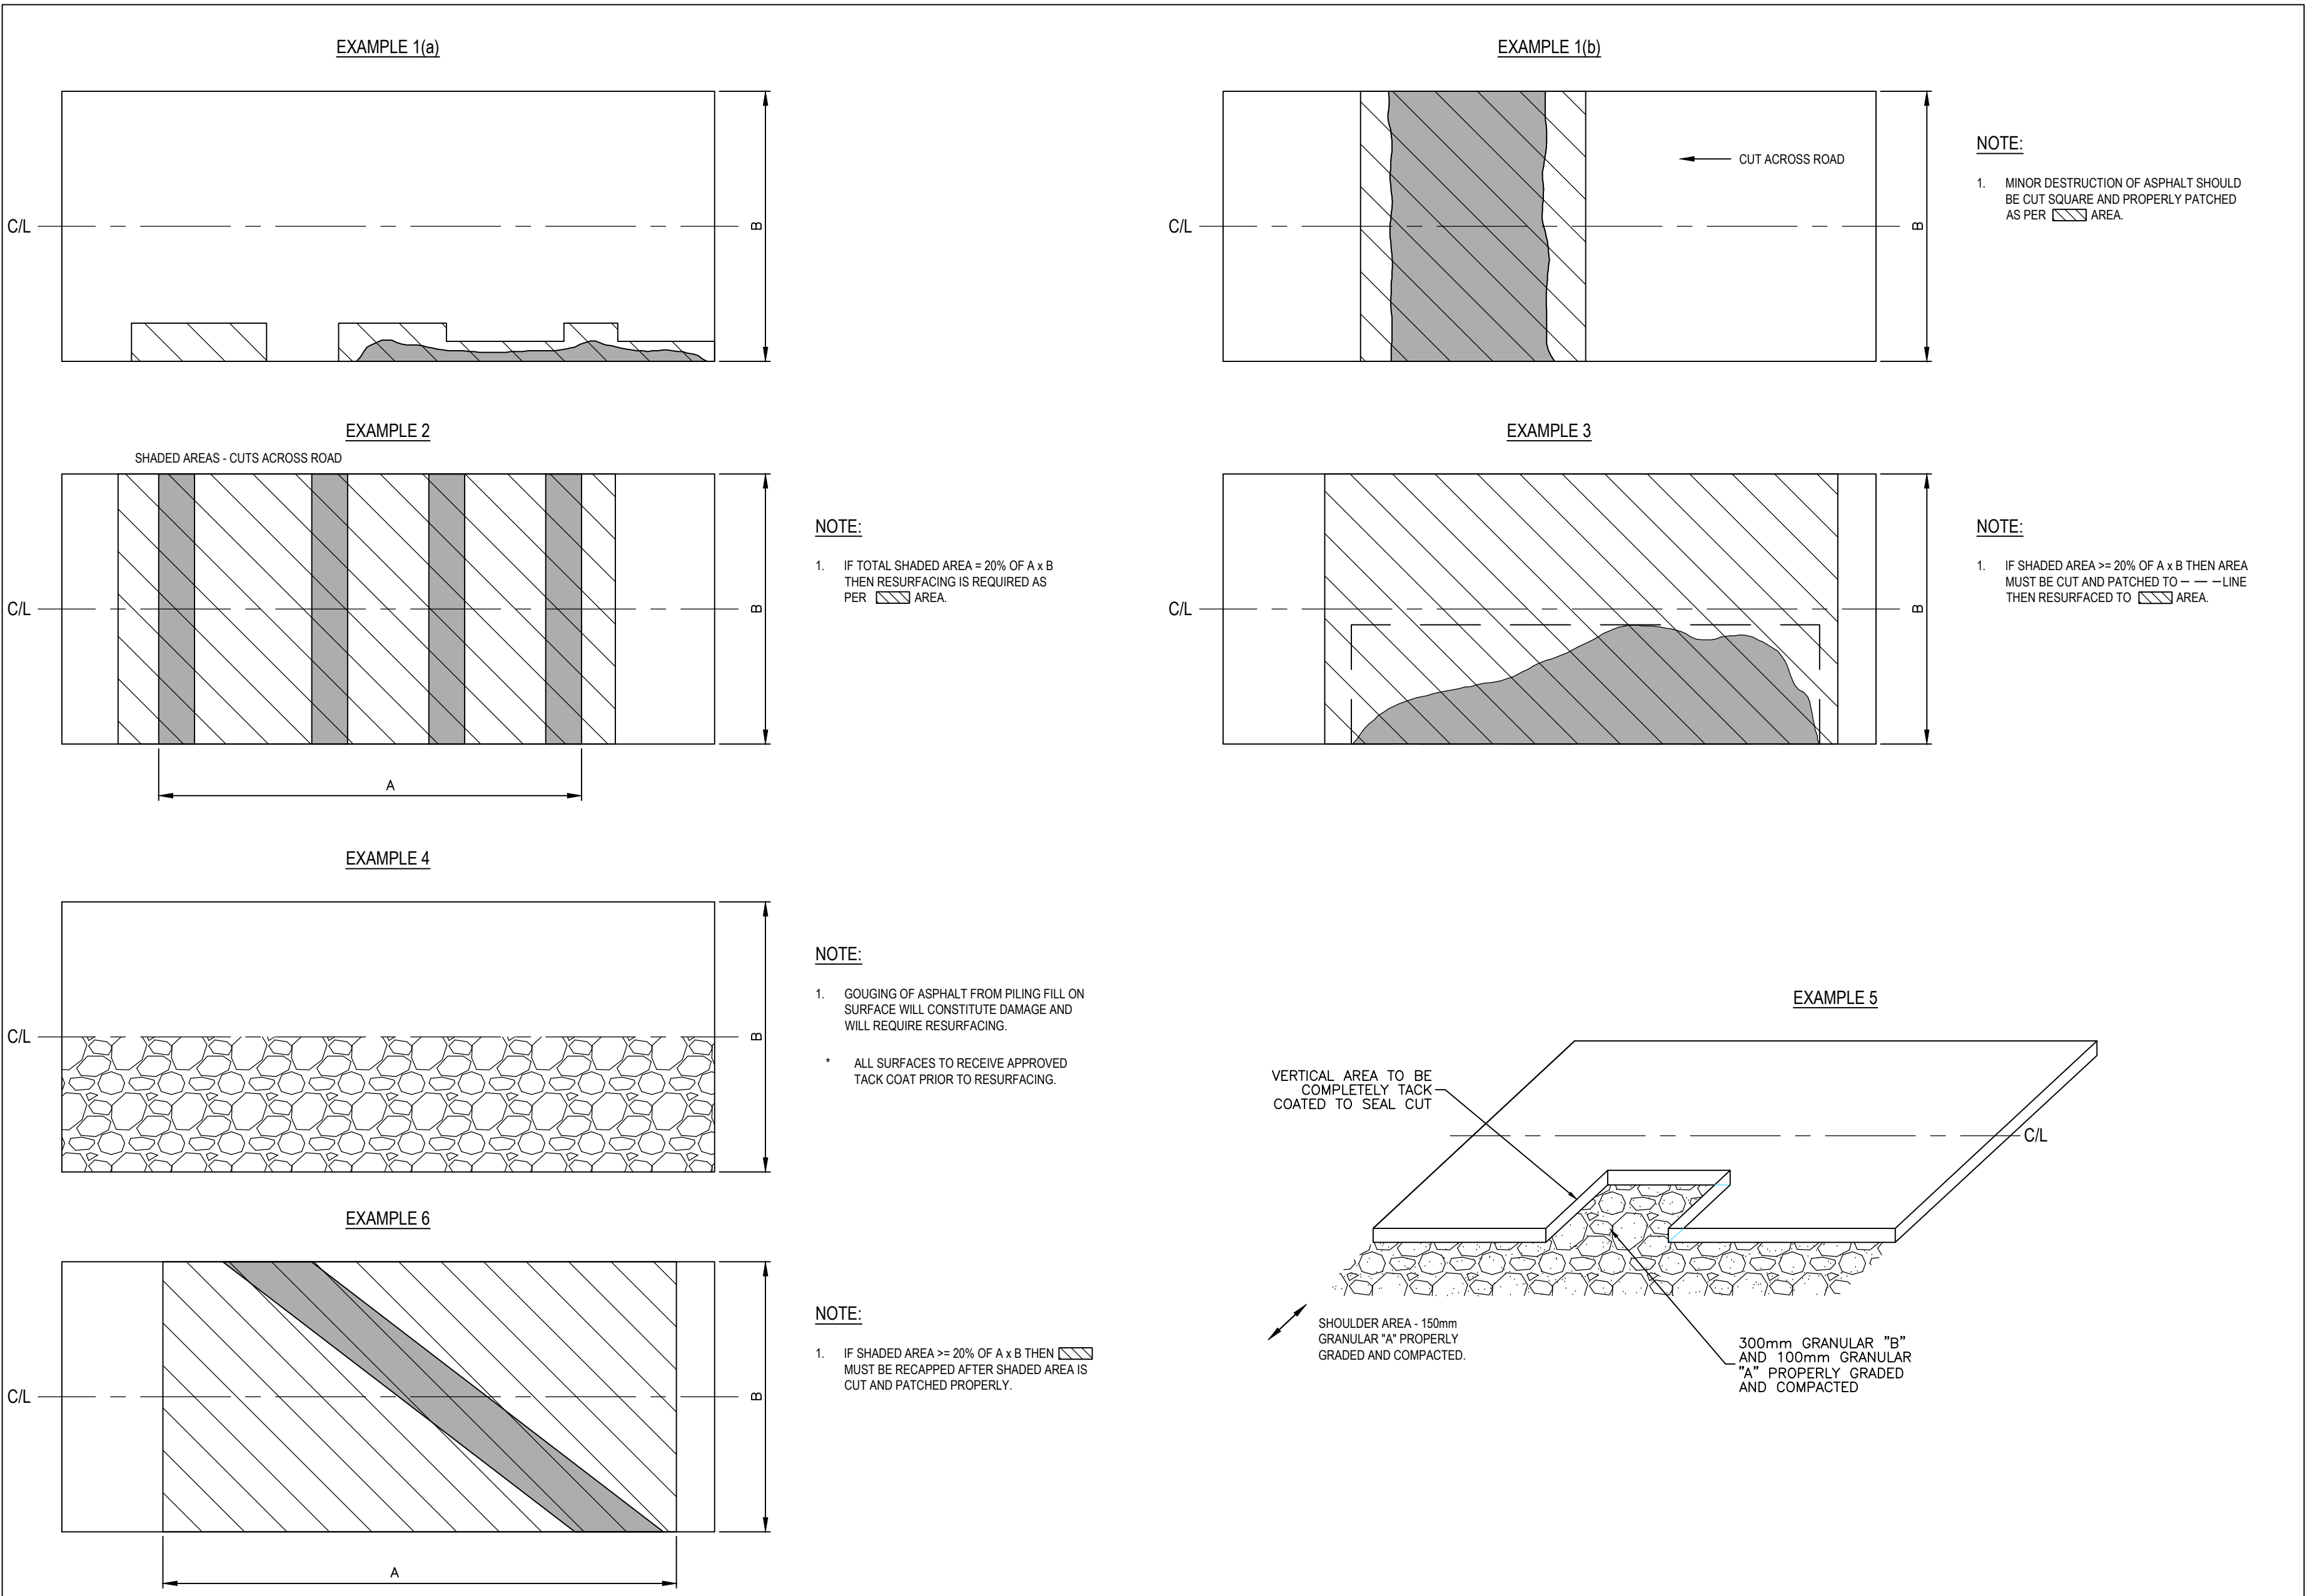 EXAMPLE 1(a)
C/L
B
EXAMPLE 1(b)
CUT ACROSS ROAD
C/L
B
NOTE:
1. MINOR DESTRUCTION OF ASPHALT SHOULD
BE CUT SQUARE AND PROPERLY PATCHED
AS PER AREA.
EXAMPLE 2
SHADED AREAS - CUTS ACROSS ROAD
C/L
B
A
NOTE:
1. IF TOTAL SHADED AREA = 20% OF A x B
THEN RESURFACING IS REQUIRED AS
PER AREA.
EXAMPLE 3
C/L
B
NOTE:
1. IF SHADED AREA >= 20% OF A x B THEN AREA
MUST BE CUT AND PATCHED TO — — — LINE
THEN RESURFACED TO AREA.
EXAMPLE 4
C/L
B
NOTE:
1. GOUGING OF ASPHALT FROM PILING FILL ON
SURFACE WILL CONSTITUTE DAMAGE AND
WILL REQUIRE RESURFACING.
* ALL SURFACES TO RECEIVE APPROVED
TACK COAT PRIOR TO RESURFACING.
EXAMPLE 5
VERTICAL AREA TO BE
COMPLETELY TACK
COATED TO SEAL CUT
C/L
SHOULDER AREA - 150mm
GRANULAR "A" PROPERLY
GRADED AND COMPACTED.
300mm GRANULAR "B"
AND 100mm GRANULAR
"A" PROPERLY GRADED
AND COMPACTED
EXAMPLE 6
C/L
B
A
NOTE:
1. IF SHADED AREA >= 20% OF A x B THEN
MUST BE RECAPPED AFTER SHADED AREA IS
CUT AND PATCHED PROPERLY.